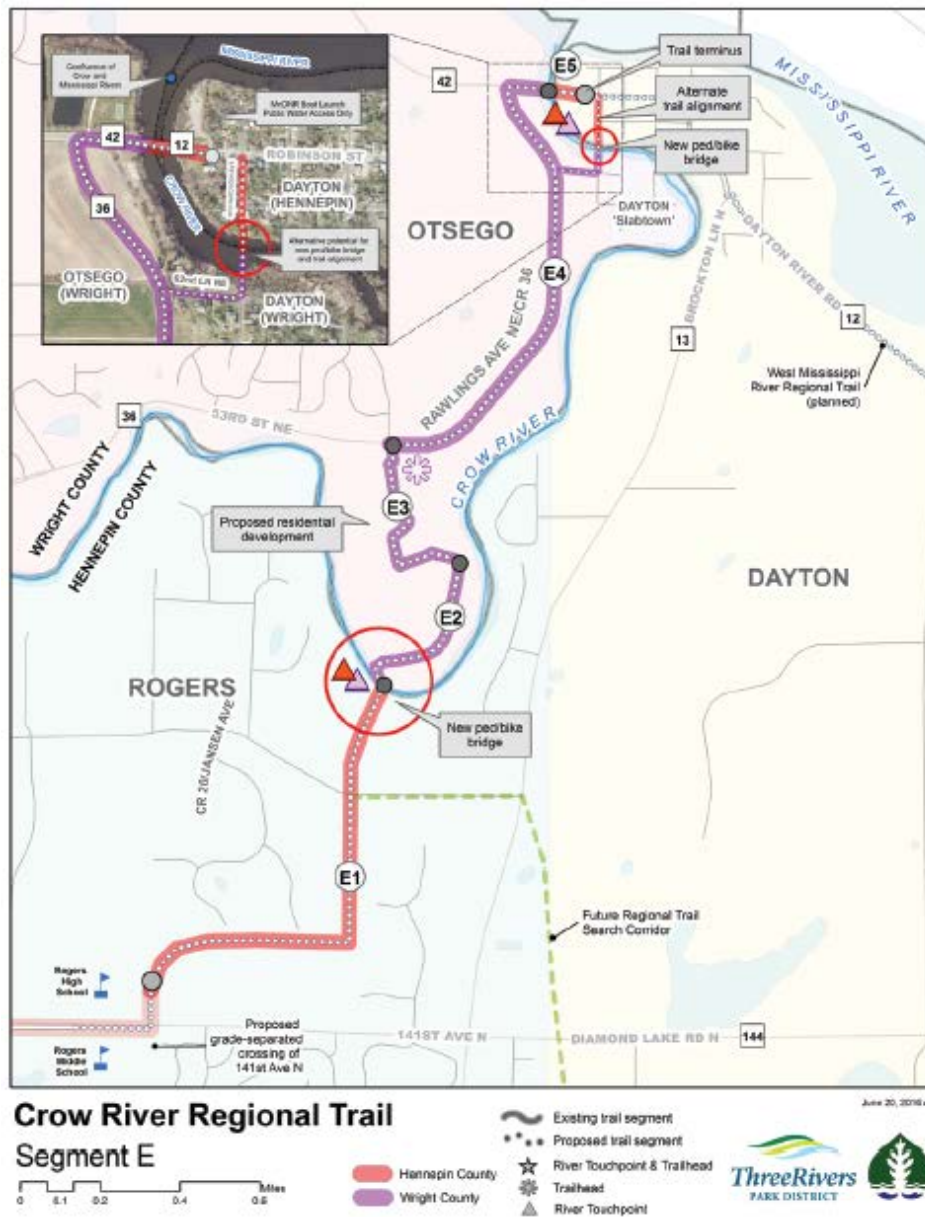 Confluence of
Crow and
Mississippi Rivers
MISSISSIPPI RIVER
MnDNR Boat Launch
Public Water Access Only
42
12
ROBINSON ST
36
CROW RIVER
DAYTON
(HENNEPIN)
Alternative potential for
new ped/bike bridge
and trail alignment
OTSEGO
(WRIGHT)
62nd LN NE
DAYTON
(WRIGHT)
42
E5
Trail terminus
Alternate
trail alignment
New ped/bike
bridge
MISSISSIPPI RIVER
DAYTON
'Slabtown'
OTSEGO
E4
BROCKTON LN N
DAYTON RIVER RD
12
13
RAWLINGS AVE NE/CR 36
West Mississippi
River Regional Trail
(planned)
36
53RD ST NE
CROW RIVER
WRIGHT COUNTY
HENNEPIN COUNTY
E3
Proposed residential
development
DAYTON
E2
ROGERS
New ped/bike
bridge
CR 20/JANSEN AVE
E1
Future Regional Trail
Search Corridor
Rogers
High
School
Proposed
grade-separated
crossing of
141st Ave N
141ST AVE N
DIAMOND LAKE RD N
144
Rogers
Middle
School
Crow River Regional Trail
June 20, 2016
Segment E
0 0.1 0.2 0.4 0.6 Miles
Hennepin County
Wright County
Existing trail segment
Proposed trail segment
River Touchpoint & Trailhead
Trailhead
River Touchpoint
ThreeRivers
PARK DISTRICT